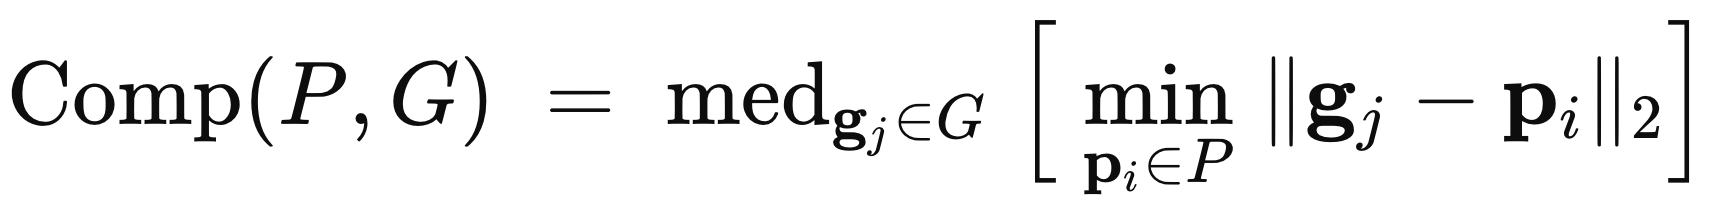 Comp(P, G) = med_{𝐠_j∈G} [ min_{𝐩_i∈P} ‖𝐠_j − 𝐩_i‖_2 ]